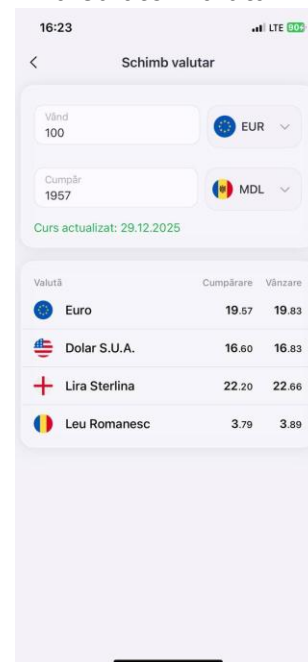 16:23 LTE 90+
Schimb valutar
Vând
100 EUR
Cumpăr
1957 MDL
Curs actualizat: 29.12.2025
Valută Cumpărare Vânzare
Euro 19.57 19.83
Dolar S.U.A. 16.60 16.83
Lira Sterlina 22.20 22.66
Leu Romanesc 3.79 3.89